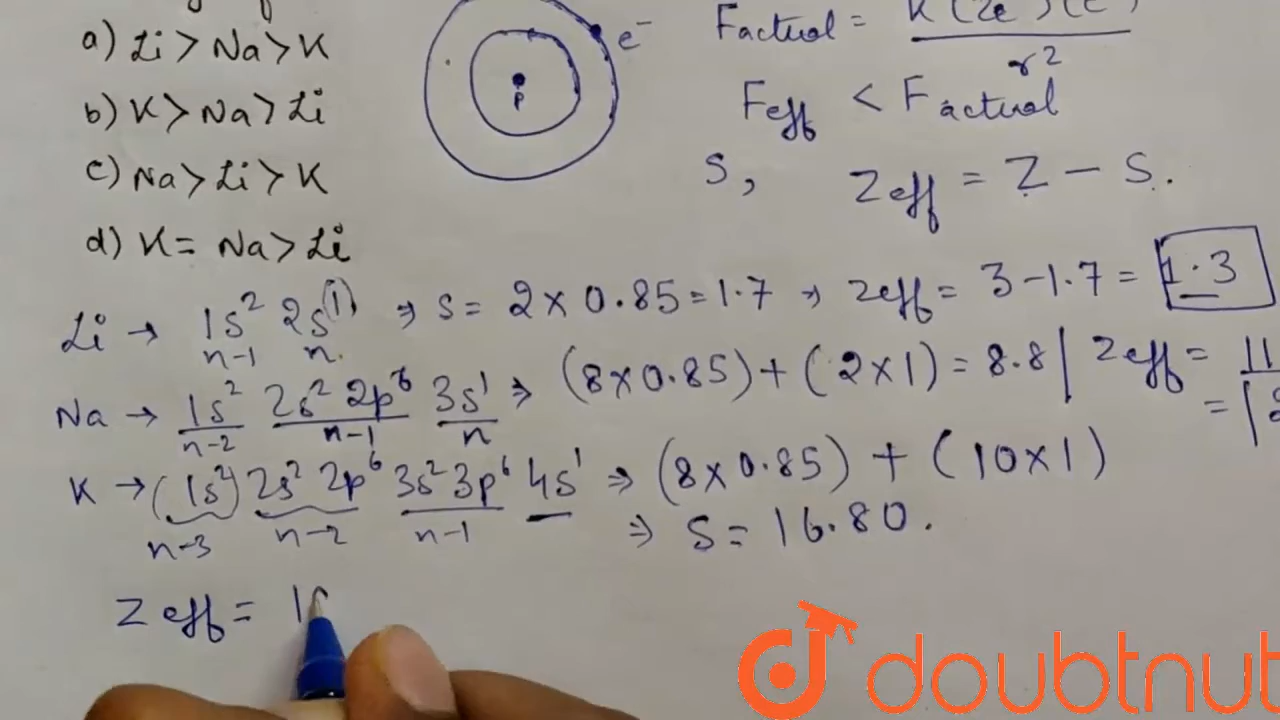 a) Li > Na > K
b) K > Na > Li
c) Na > Li > K
d) K = Na > Li
e⁻
p
Factual = K (Ze) (e)
r²
Feff < Factual
S, Zeff = Z − S.
Li → 1s² 2s⁽¹⁾ ⇒ S = 2 × 0.85 = 1.7 ⇒ Zeff = 3 − 1.7 = 1.3
n-1 n.
Na → 1s² 2s² 2p⁶ 3s¹ ⇒ (8×0.85) + (2×1) = 8.8 | Zeff = 11
n-2 n-1 n =
K → (1s²) 2s² 2p⁶ 3s² 3p⁶ 4s¹ ⇒ (8×0.85) + (10×1)
n-3 n-2 n-1 ⇒ S = 16.80.
Zeff = 1
doubtnut